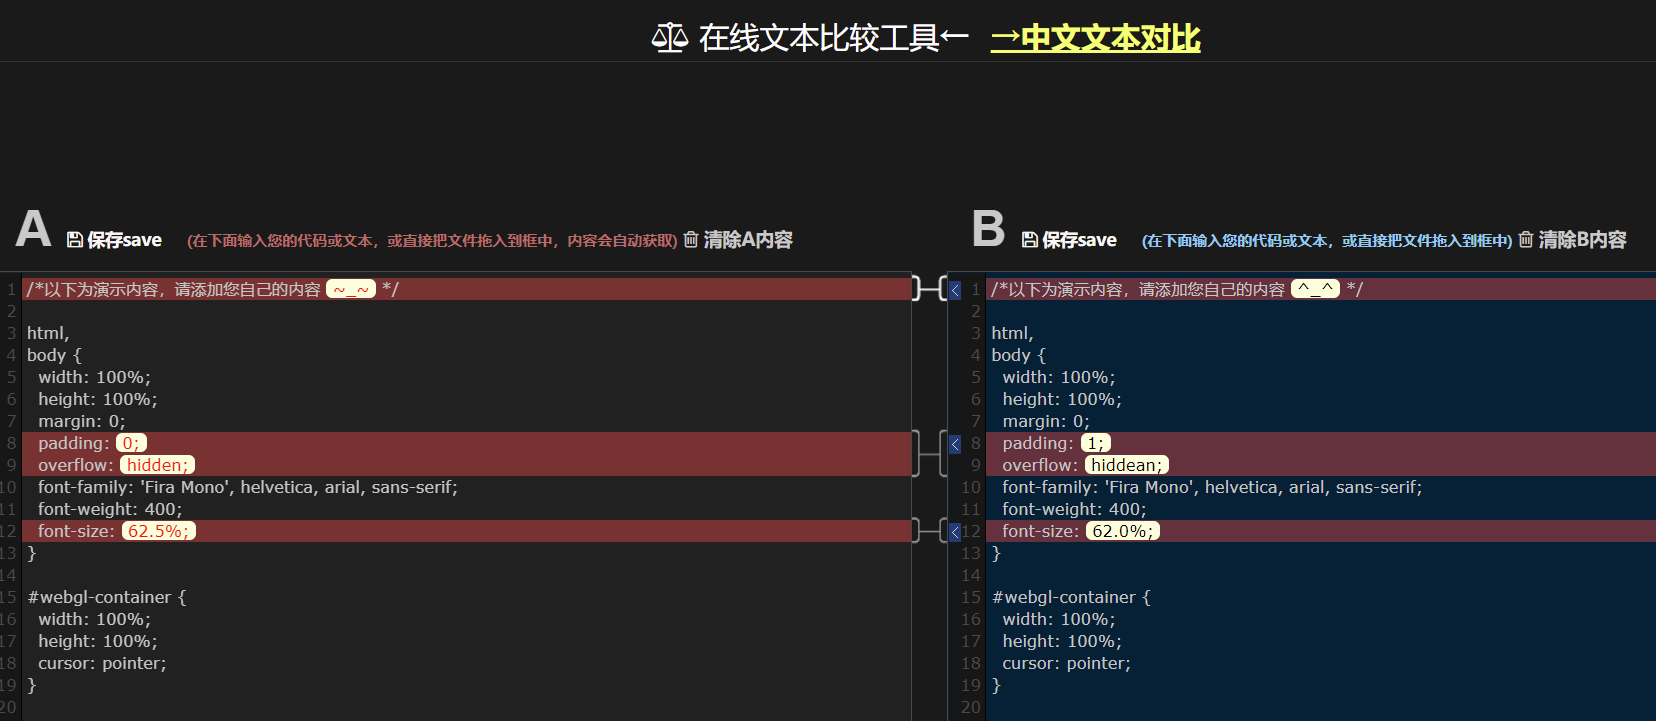 在线文本比较工具← →中文文本对比
A 保存save (在下面输入您的代码或文本，或直接把文件拖入到框中，内容会自动获取) 清除A内容
1 /*以下为演示内容，请添加您自己的内容 ~_~ */
2
3 html,
4 body {
5 width: 100%;
6 height: 100%;
7 margin: 0;
8 padding: 0;
9 overflow: hidden;
10 font-family: 'Fira Mono', helvetica, arial, sans-serif;
11 font-weight: 400;
12 font-size: 62.5%;
13 }
14
15 #webgl-container {
16 width: 100%;
17 height: 100%;
18 cursor: pointer;
19 }
20
B 保存save (在下面输入您的代码或文本，或直接把文件拖入到框中) 清除B内容
1 /*以下为演示内容，请添加您自己的内容 ^_^ */
2
3 html,
4 body {
5 width: 100%;
6 height: 100%;
7 margin: 0;
8 padding: 1;
9 overflow: hiddean;
10 font-family: 'Fira Mono', helvetica, arial, sans-serif;
11 font-weight: 400;
12 font-size: 62.0%;
13 }
14
15 #webgl-container {
16 width: 100%;
17 height: 100%;
18 cursor: pointer;
19 }
20